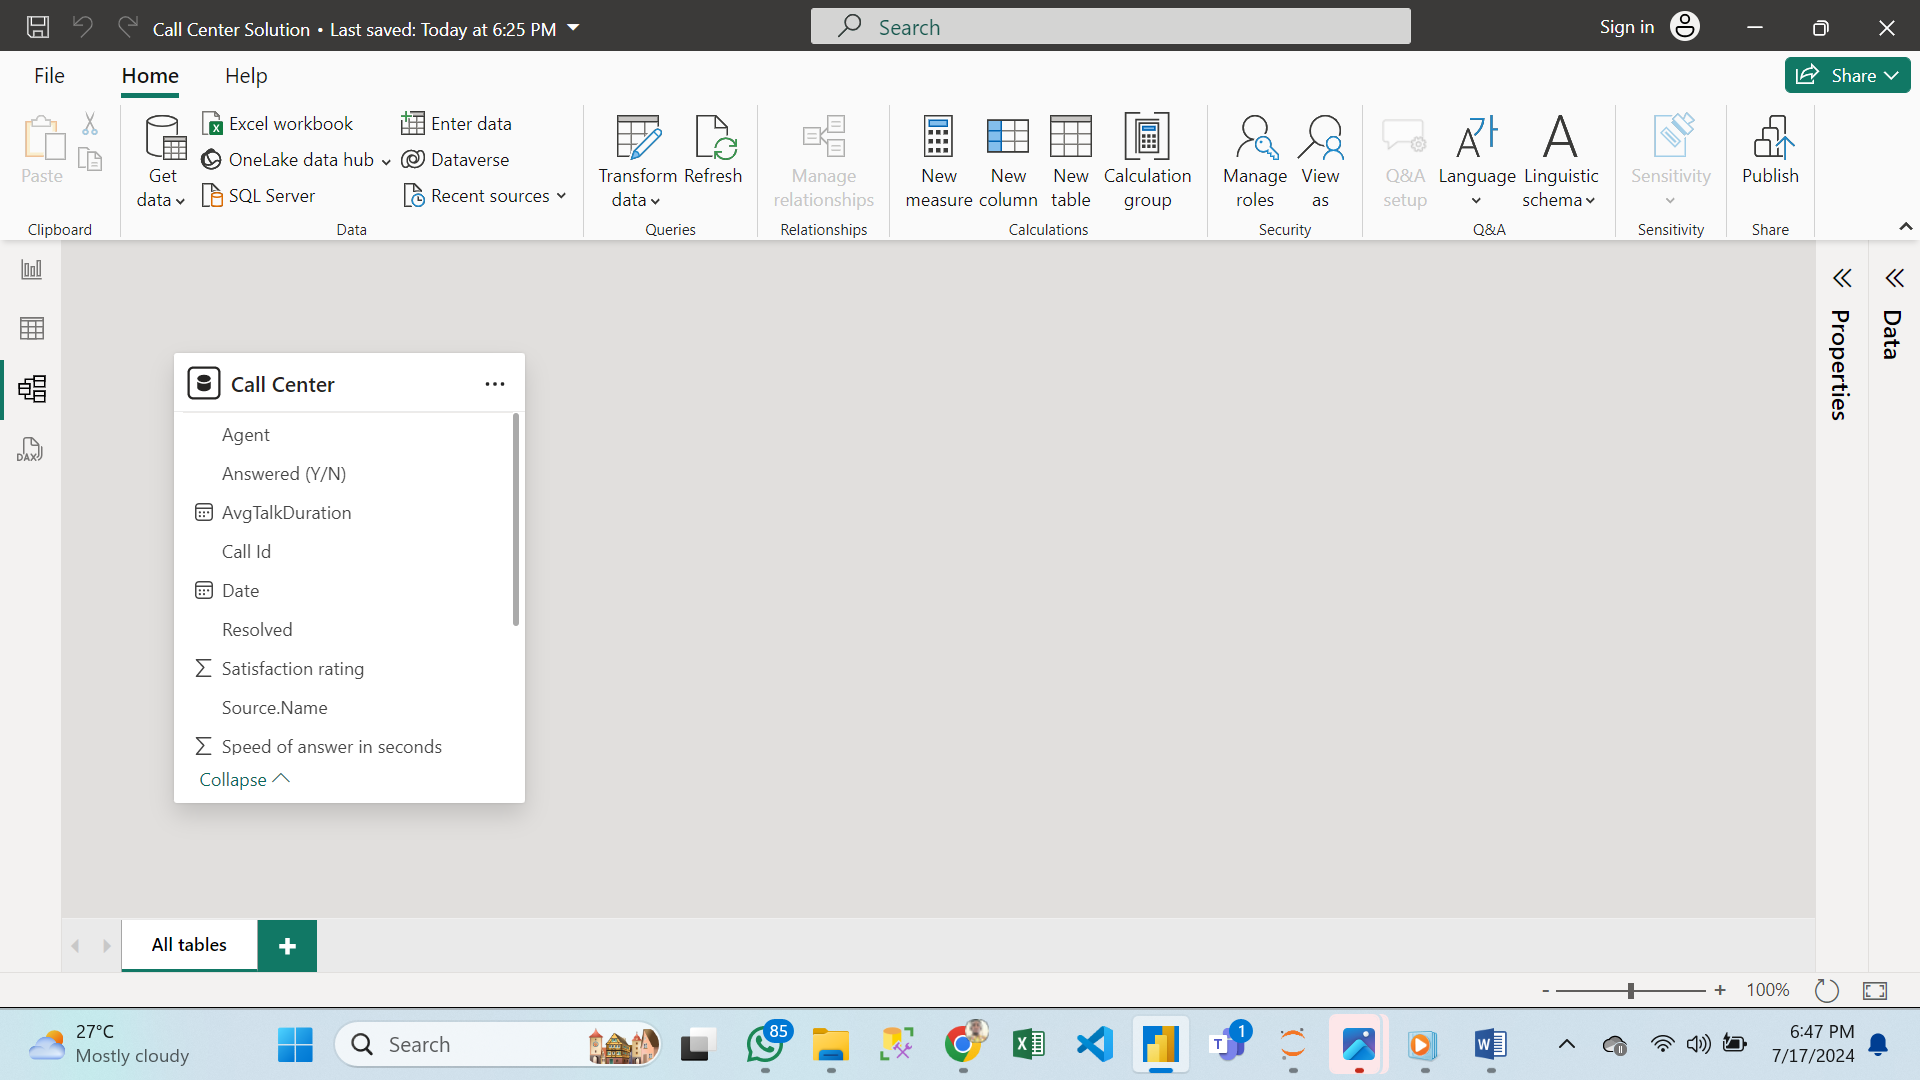 Call Center Solution • Last saved: Today at 6:25 PM
Search
Sign in
File
Home
Help
Share
Paste
Clipboard
Get data
Excel workbook
OneLake data hub
SQL Server
Enter data
Dataverse
Recent sources
Data
Transform data
Refresh
Queries
Manage relationships
Relationships
New measure
New column
New table
Calculation group
Calculations
Manage roles
View as
Security
Q&A setup
Language
Linguistic schema
Q&A
Sensitivity
Sensitivity
Publish
Share
DAX
Call Center
Agent
Answered (Y/N)
AvgTalkDuration
Call Id
Date
Resolved
Satisfaction rating
Source.Name
Speed of answer in seconds
Collapse
Properties
Data
All tables
+
- + 100%
27°C
Mostly cloudy
Search
85
1
6:47 PM
7/17/2024